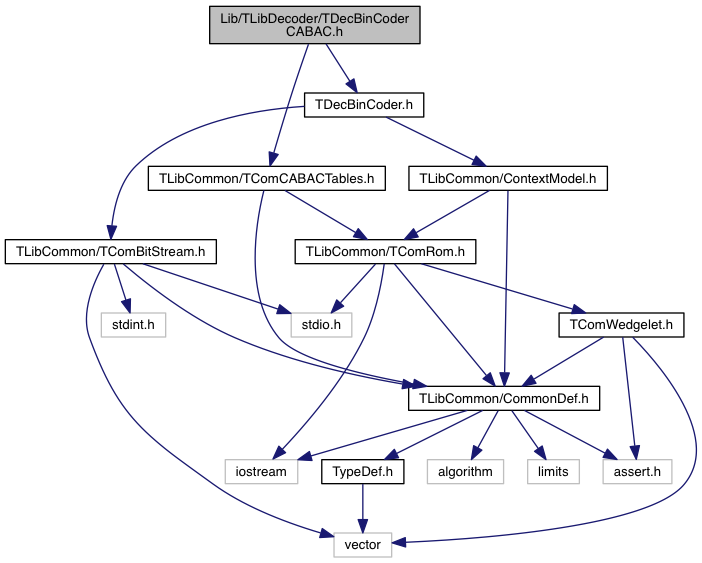 Lib/TLibDecoder/TDecBinCoder
CABAC.h
TDecBinCoder.h
TLibCommon/TComCABACTables.h
TLibCommon/ContextModel.h
TLibCommon/TComBitStream.h
TLibCommon/TComRom.h
stdint.h
stdio.h
TComWedgelet.h
TLibCommon/CommonDef.h
iostream
TypeDef.h
algorithm
limits
assert.h
vector